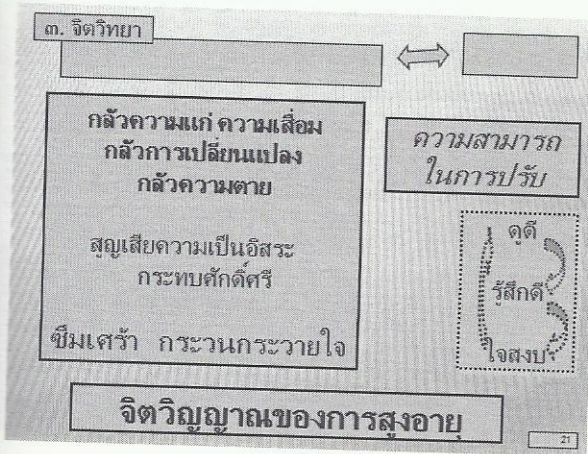 ๓. จิตวิทยา
กลัวความแก่ ความเสื่อม
กลัวการเปลี่ยนแปลง
กลัวความตาย
สูญเสียความเป็นอิสระ
กระทบศักดิ์ศรี
ซึมเศร้า กระวนกระวายใจ
ความสามารถ
ในการปรับ
ดูดี
รู้สึกดี
ใจสงบ
จิตวิญญาณของการสูงอายุ
21